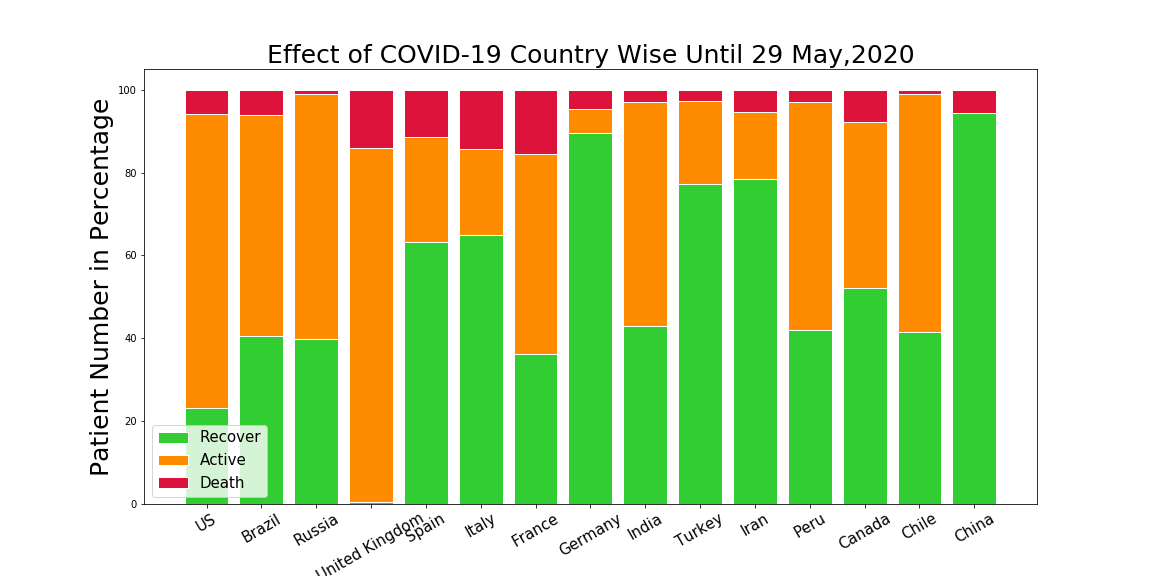 Effect of COVID-19 Country Wise Until 29 May,2020
Patient Number in Percentage
100
80
60
40
20
0
Recover
Active
Death
US
Brazil
Russia
United Kingdom
Spain
Italy
France
Germany
India
Turkey
Iran
Peru
Canada
Chile
China